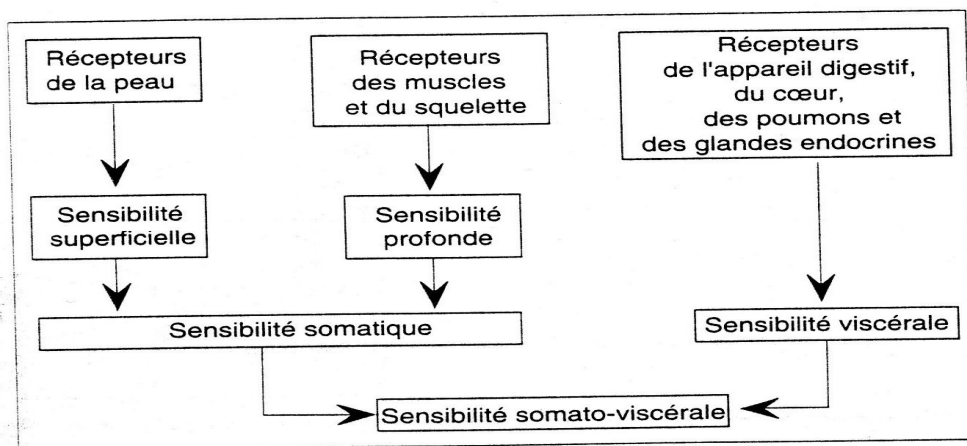 Récepteurs
de la peau
Récepteurs
des muscles
et du squelette
Récepteurs
de l'appareil digestif,
du cœur,
des poumons et
des glandes endocrines
Sensibilité
superficielle
Sensibilité
profonde
Sensibilité somatique
Sensibilité viscérale
Sensibilité somato-viscérale